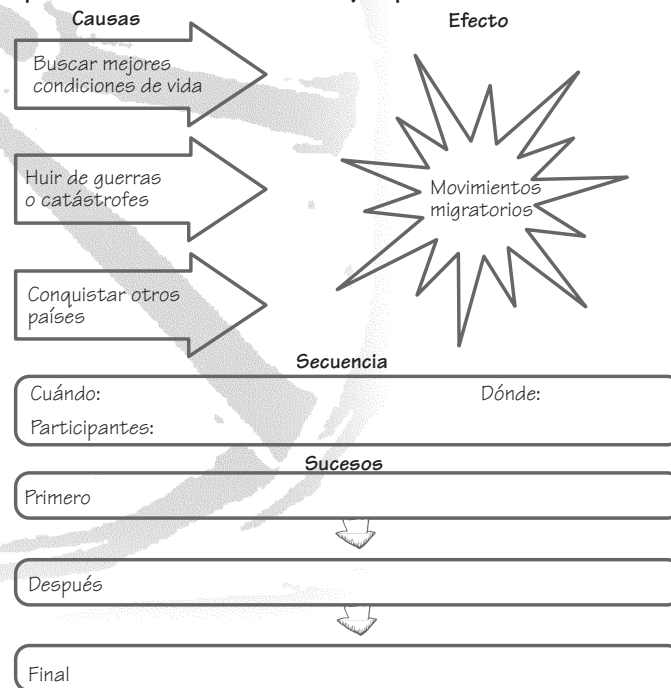 Causas
Efecto
Buscar mejores
condiciones de vida
Huir de guerras
o catástrofes
Conquistar otros
países
Movimientos
migratorios
Secuencia
Cuándo:
Dónde:
Participantes:
Sucesos
Primero
Después
Final